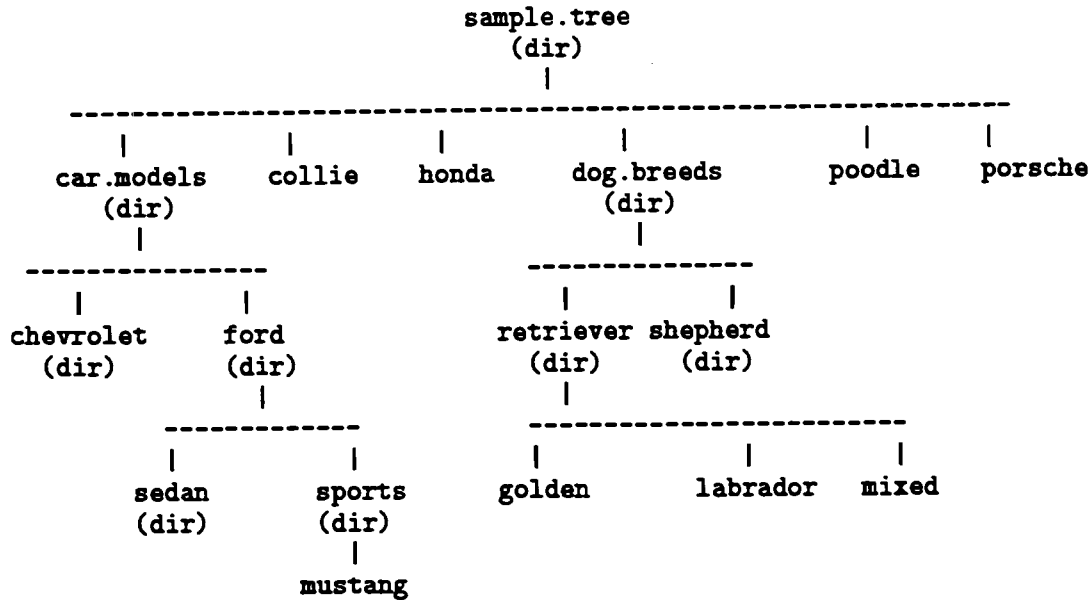 sample.tree
(dir)
car.models collie honda dog.breeds poodle porsche
(dir) (dir)
chevrolet ford retriever shepherd
(dir) (dir) (dir) (dir)
sedan sports golden labrador mixed
(dir) (dir)
mustang